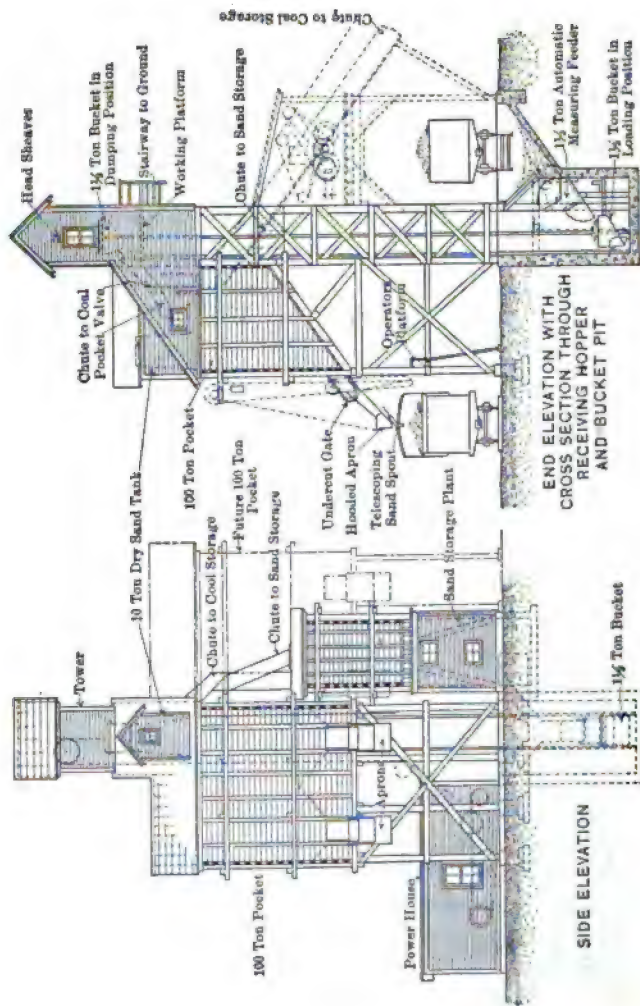 Head Sheaves
1½ Ton Bucket in
Dumping Position
Stairway to Ground
Working Platform
Chute to Sand Storage
Chute to Coal Storage
Chute to Coal
Pocket Valve
100 Ton Pocket
Operators
Platform
Undercut Gate
Hooded Apron
Telescoping
Sand Spout
1½ Ton Automatic
Measuring Feeder
1½ Ton Bucket in
Loading Position
END ELEVATION WITH
CROSS SECTION THROUGH
RECEIVING HOPPER
AND BUCKET PIT
Tower
10 Ton Dry Sand Tank
Chute to Coal Storage
Future 100 Ton
Pocket
Chute to Sand Storage
100 Ton Pocket
Aprons
Sand Storage Plant
Power House
1½ Ton Bucket
SIDE ELEVATION